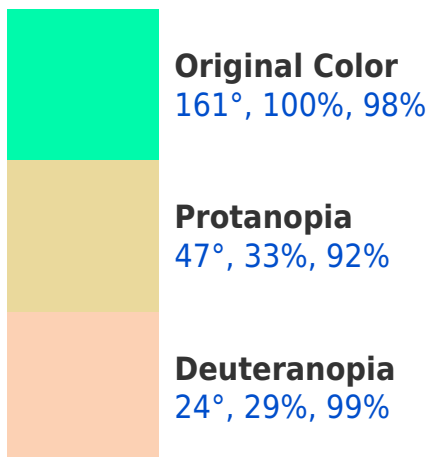 Original Color
161°, 100%, 98%
Protanopia
47°, 33%, 92%
Deuteranopia
24°, 29%, 99%